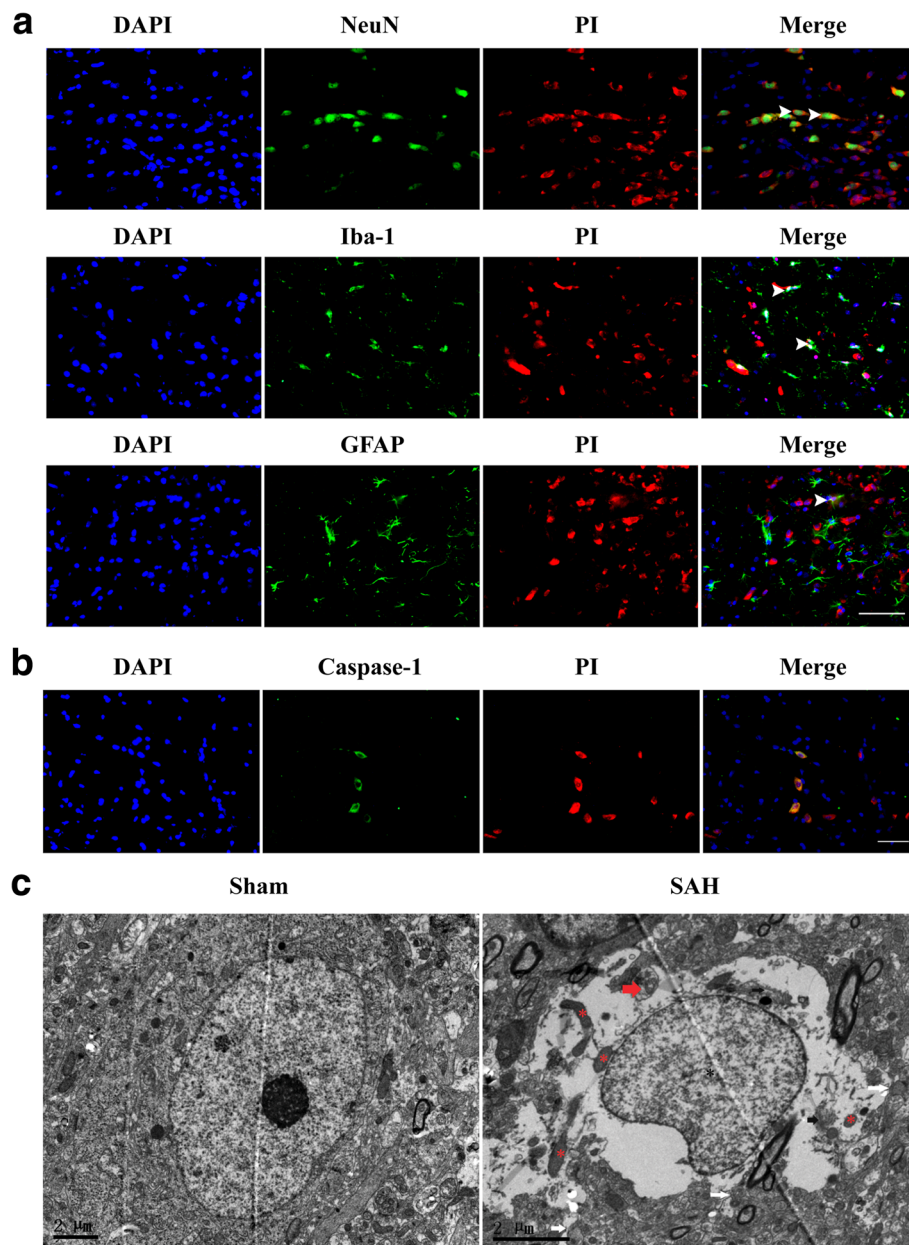 a
DAPI NeuN PI Merge
DAPI Iba-1 PI Merge
DAPI GFAP PI Merge
b
DAPI Caspase-1 PI Merge
c
Sham SAH
* * * * * *
2 μm 2 μm